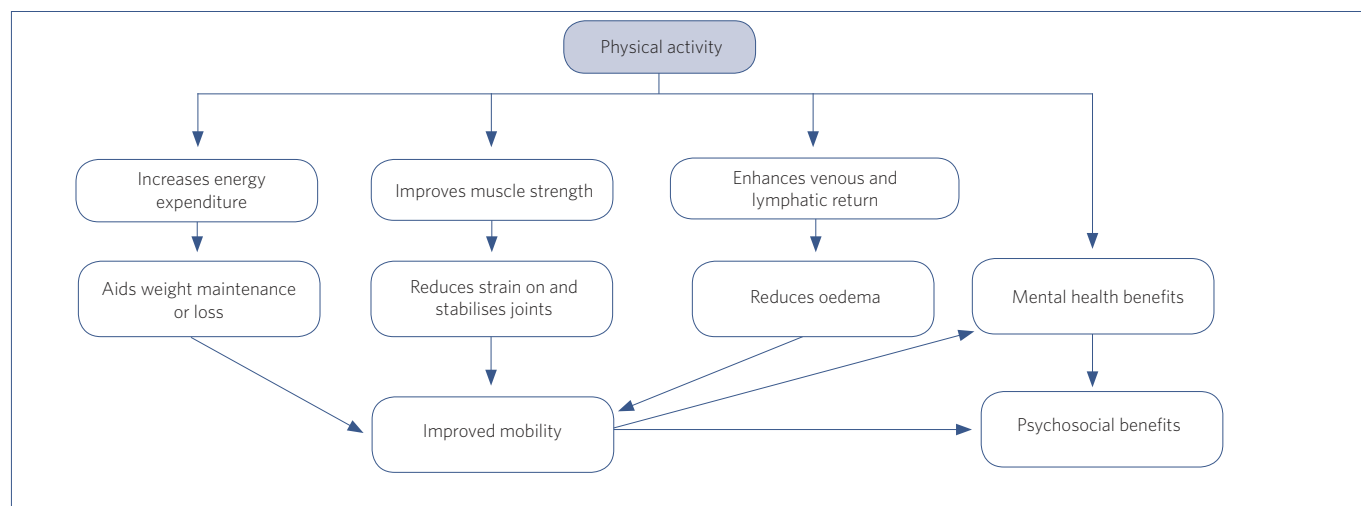 Physical activity
Increases energy
expenditure
Improves muscle strength
Enhances venous and
lymphatic return
Aids weight maintenance
or loss
Reduces strain on and
stabilises joints
Reduces oedema
Mental health benefits
Improved mobility
Psychosocial benefits